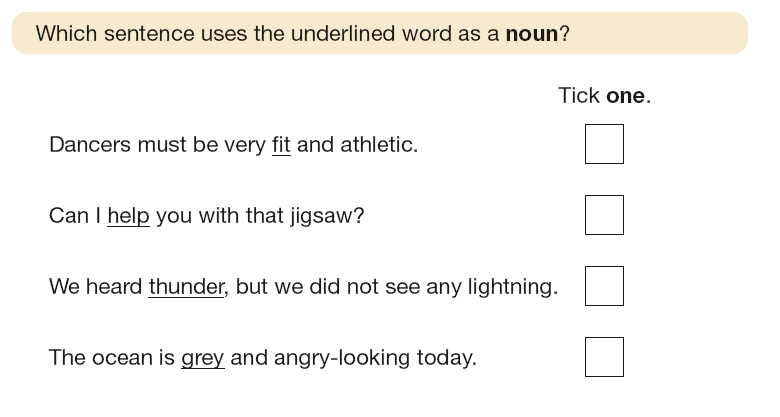 Which sentence uses the underlined word as a noun?
Tick one.
Dancers must be very fit and athletic.
Can I help you with that jigsaw?
We heard thunder, but we did not see any lightning.
The ocean is grey and angry-looking today.